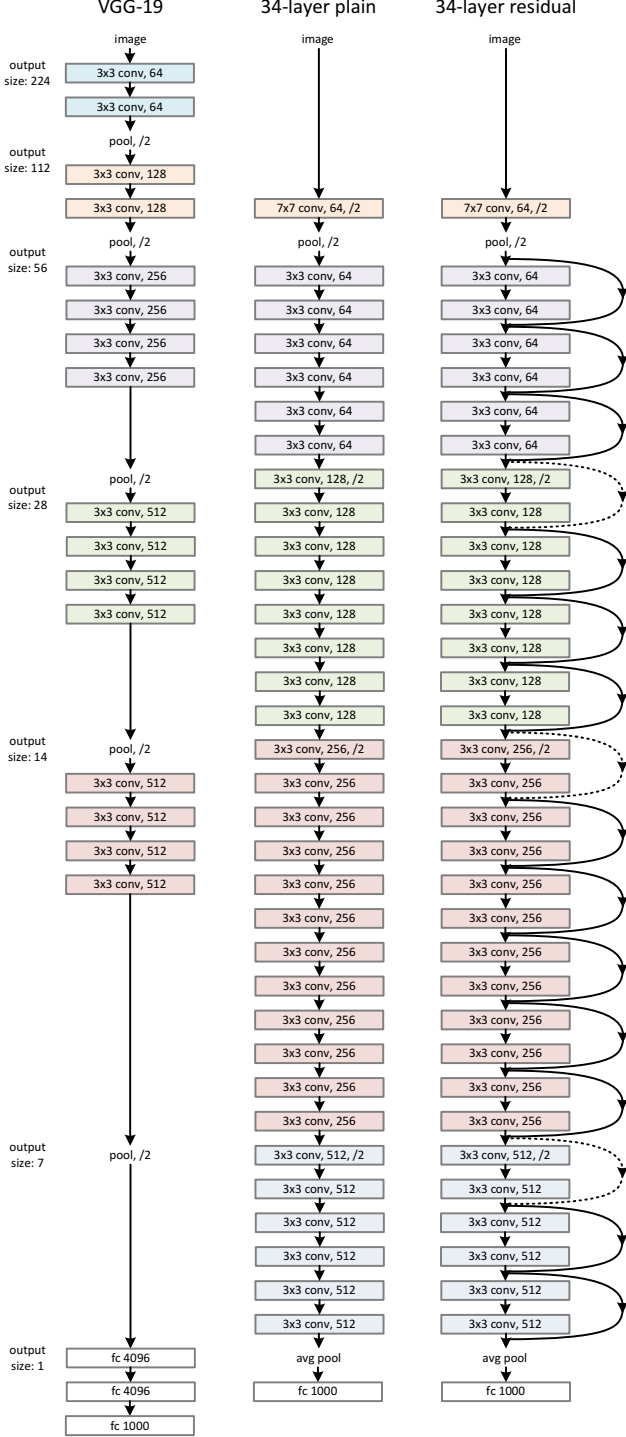 output
size: 224
output
size: 112
output
size: 56
output
size: 28
output
size: 14
output
size: 7
output
size: 1
VGG-19
image
3x3 conv, 64
3x3 conv, 64
pool, /2
3x3 conv, 128
3x3 conv, 128
pool, /2
3x3 conv, 256
3x3 conv, 256
3x3 conv, 256
3x3 conv, 256
pool, /2
3x3 conv, 512
3x3 conv, 512
3x3 conv, 512
3x3 conv, 512
pool, /2
3x3 conv, 512
3x3 conv, 512
3x3 conv, 512
3x3 conv, 512
pool, /2
fc 4096
fc 4096
fc 1000
34-layer plain
image
7x7 conv, 64, /2
pool, /2
3x3 conv, 64
3x3 conv, 64
3x3 conv, 64
3x3 conv, 64
3x3 conv, 64
3x3 conv, 64
3x3 conv, 128, /2
3x3 conv, 128
3x3 conv, 128
3x3 conv, 128
3x3 conv, 128
3x3 conv, 128
3x3 conv, 128
3x3 conv, 128
3x3 conv, 256, /2
3x3 conv, 256
3x3 conv, 256
3x3 conv, 256
3x3 conv, 256
3x3 conv, 256
3x3 conv, 256
3x3 conv, 256
3x3 conv, 256
3x3 conv, 256
3x3 conv, 256
3x3 conv, 256
3x3 conv, 512, /2
3x3 conv, 512
3x3 conv, 512
3x3 conv, 512
3x3 conv, 512
3x3 conv, 512
avg pool
fc 1000
34-layer residual
image
7x7 conv, 64, /2
pool, /2
3x3 conv, 64
3x3 conv, 64
3x3 conv, 64
3x3 conv, 64
3x3 conv, 64
3x3 conv, 64
3x3 conv, 128, /2
3x3 conv, 128
3x3 conv, 128
3x3 conv, 128
3x3 conv, 128
3x3 conv, 128
3x3 conv, 128
3x3 conv, 128
3x3 conv, 256, /2
3x3 conv, 256
3x3 conv, 256
3x3 conv, 256
3x3 conv, 256
3x3 conv, 256
3x3 conv, 256
3x3 conv, 256
3x3 conv, 256
3x3 conv, 256
3x3 conv, 256
3x3 conv, 256
3x3 conv, 512, /2
3x3 conv, 512
3x3 conv, 512
3x3 conv, 512
3x3 conv, 512
3x3 conv, 512
avg pool
fc 1000